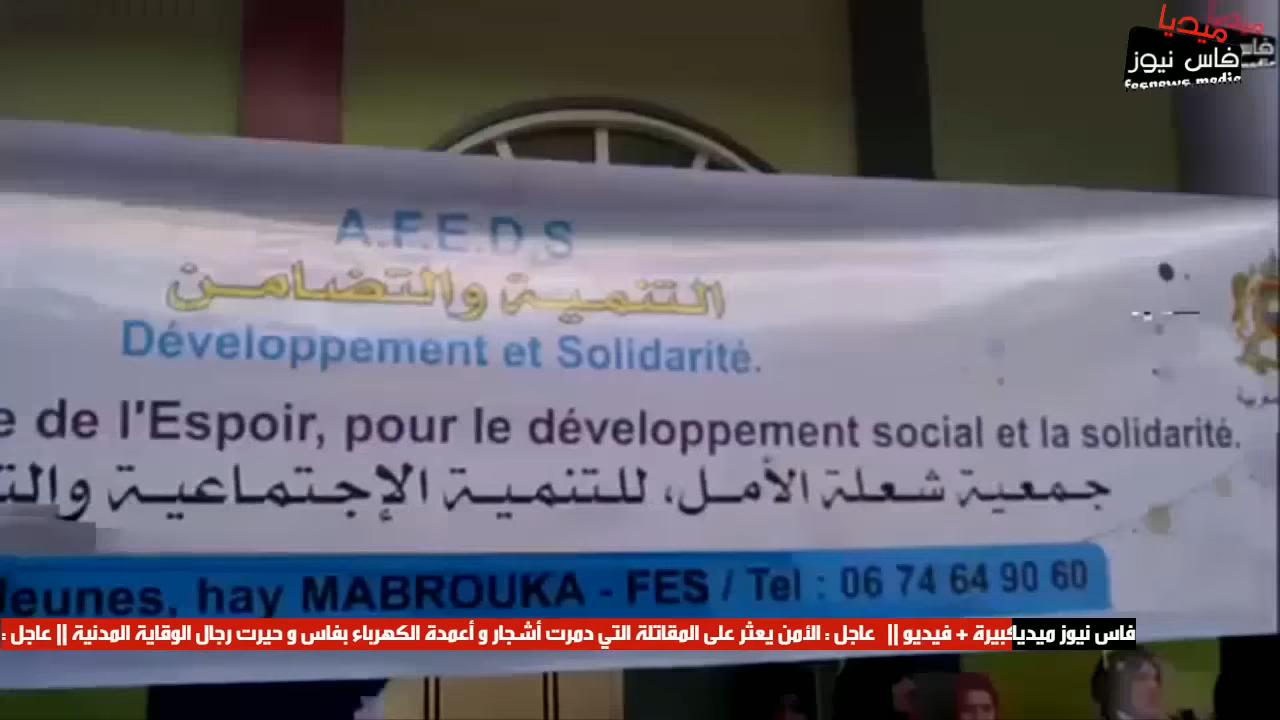 ميديا
فاس نيوز
fesnews media
A.F.E.D.S
التنمية والتضامن
Développement et Solidarité.
de l'Espoir, pour le développement social et la solidarité.
جمعية شعلة الأمل، للتنمية الإجتماعية
Jeunes, hay MABROUKA - FES / Tel : 06 74 64 90 60
فاس نيوز ميديا
كبيرة + فيديو || عاجل : الأمن يعثر على المقاتلة التي دمرت أشجار و أعمدة الكهرباء بفاس و حيرت رجال الوقاية المدنية || عاجل :